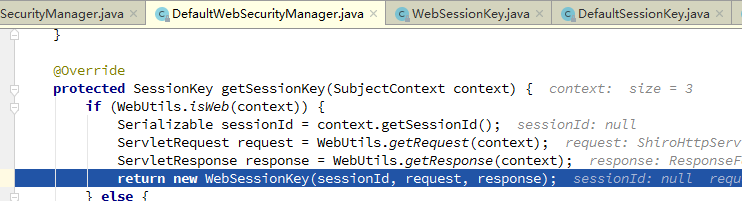 SecurityManager.java × DefaultWebSecurityManager.java × WebSessionKey.java × DefaultSessionKey.java ×
}
@Override
protected SessionKey getSessionKey(SubjectContext context) { context: size = 3
if (WebUtils.isWeb(context)) {
Serializable sessionId = context.getSessionId(); sessionId: null
ServletRequest request = WebUtils.getRequest(context); request: ShiroHttpServ
ServletResponse response = WebUtils.getResponse(context); response: ResponseF
return new WebSessionKey(sessionId, request, response); sessionId: null requ
} else {